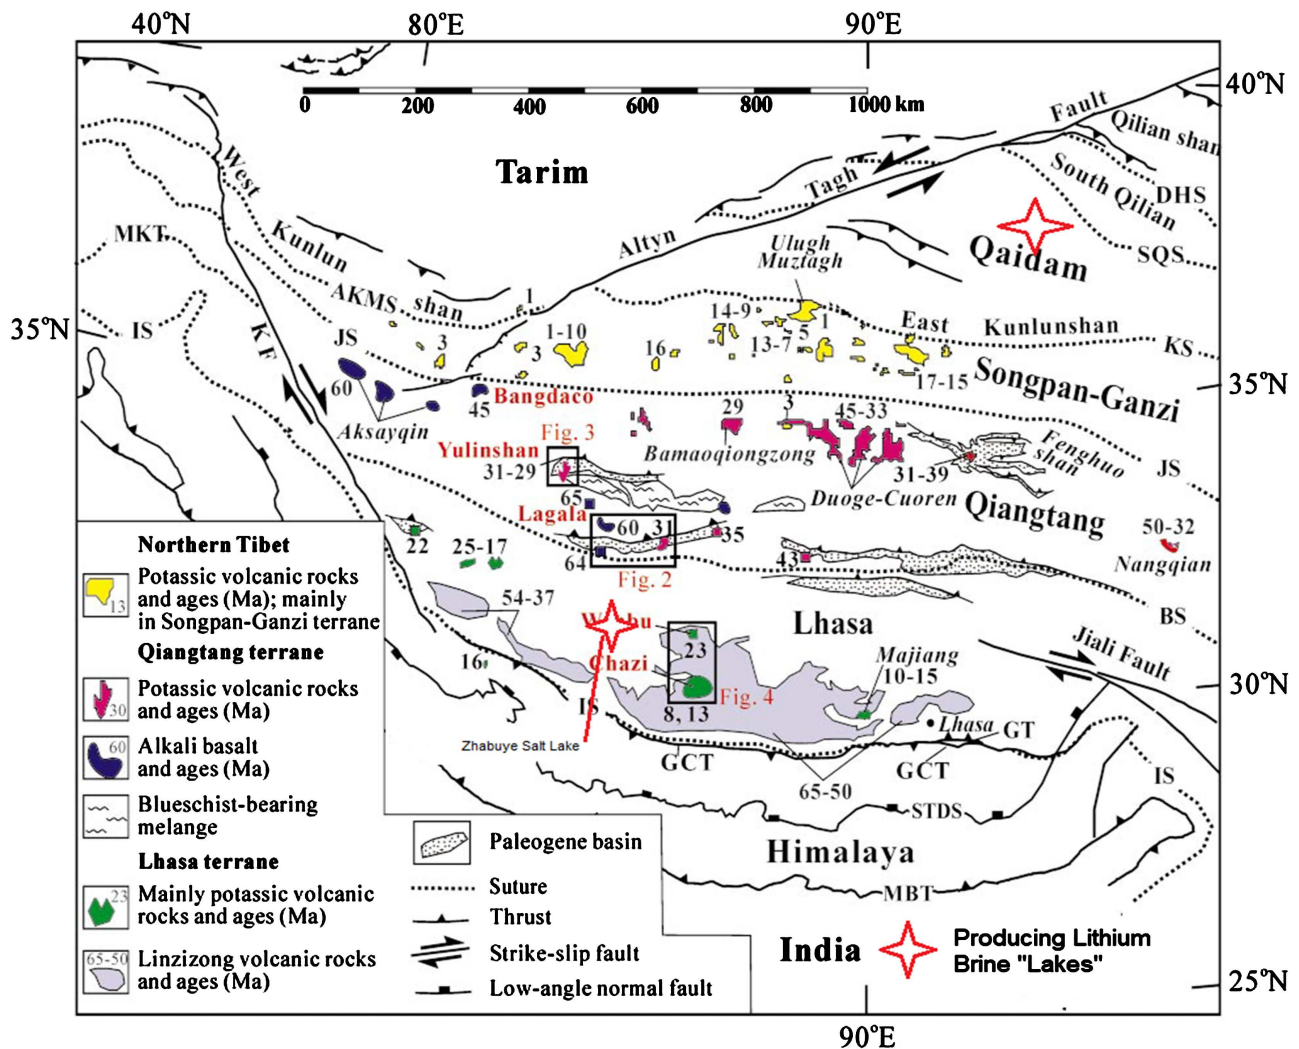 40°N
80°E
90°E
0 200 400 600 800 1000 km
40°N
Fault
Qilian shan
Tarim
Tagh
South Qilian
DHS
West
MKT
Kunlun
Altyn
Ulugh
Muztagh
Qaidam
SQS
AKMS
shan
1
14-9
35°N
IS
KF
JS
3
3
1-10
16
13-7
5
1
East
Kunlunshan
KS
17-15
Songpan-Ganzi
35°N
60
45
Bangdaco
Aksayqin
Fig. 3
Yulinshan
31-29
29
3
45-33
Bamaoqiongzong
31-39
Fenghuo
shan
JS
Duoge-Cuoren
Qiangtang
65
Lagala
60
31
35
64
Fig. 2
43
50-32
Nangqian
22
25-17
54-37
BS
Lhasa
Jiali Fault
23
Chazi
Majiang
10-15
16
IS
8, 13
Fig. 4
30°N
Lhasa
GT
Zhabuye Salt Lake
GCT
GCT
65-50
IS
STDS
Himalaya
MBT
India
Producing Lithium
Brine "Lakes"
25°N
90°E
Northern Tibet
13
Potassic volcanic rocks
and ages (Ma); mainly
in Songpan-Ganzi terrane
Qiangtang terrane
30
Potassic volcanic rocks
and ages (Ma)
60
Alkali basalt
and ages (Ma)
Blueschist-bearing
melange
Lhasa terrane
23
Mainly potassic volcanic
rocks and ages (Ma)
65-50
Linzizong volcanic rocks
and ages (Ma)
Paleogene basin
Suture
Thrust
Strike-slip fault
Low-angle normal fault